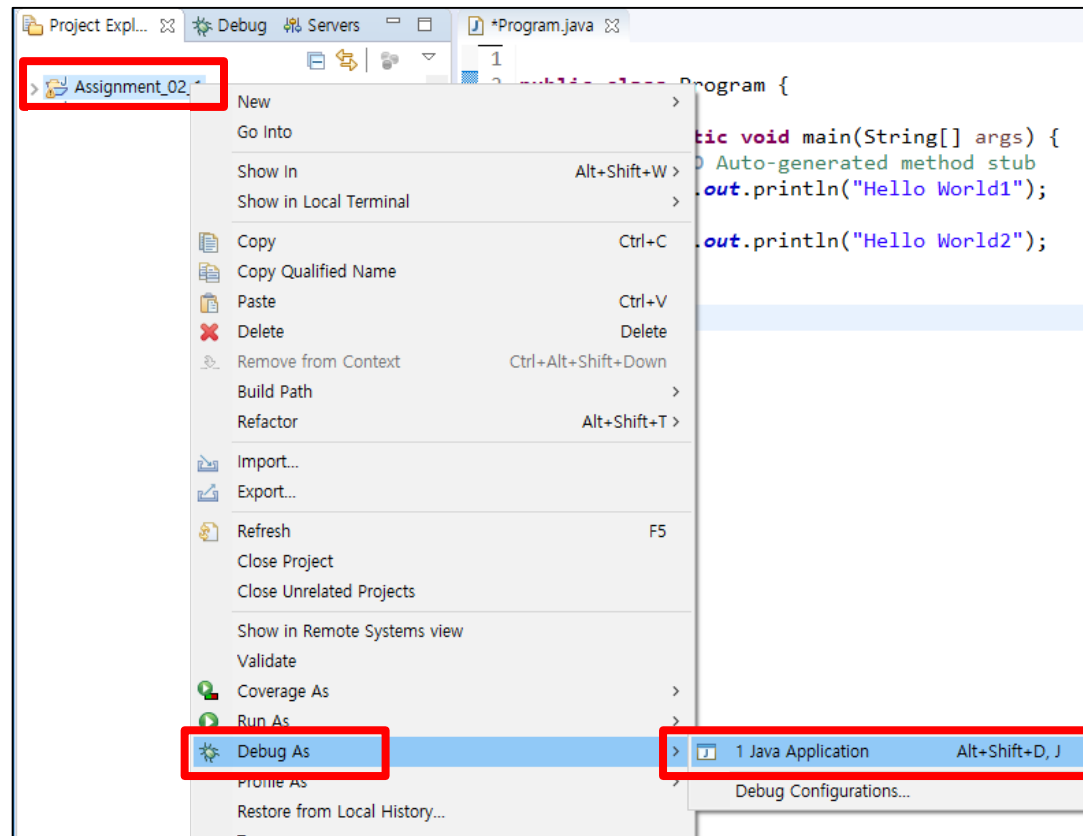 Project Expl... Debug Servers
*Program.java
1
Assignment_02_1
2 public class Program {
tic void main(String[] args) {
Auto-generated method stub
.out.println("Hello World1");
.out.println("Hello World2");
New
Go Into
Show In Alt+Shift+W >
Show in Local Terminal >
Copy Ctrl+C
Copy Qualified Name
Paste Ctrl+V
Delete Delete
Remove from Context Ctrl+Alt+Shift+Down
Build Path >
Refactor Alt+Shift+T >
Import...
Export...
Refresh F5
Close Project
Close Unrelated Projects
Show in Remote Systems view
Validate
Coverage As >
Run As >
Debug As >
1 Java Application Alt+Shift+D, J
Debug Configurations...
Profile As >
Restore from Local History...